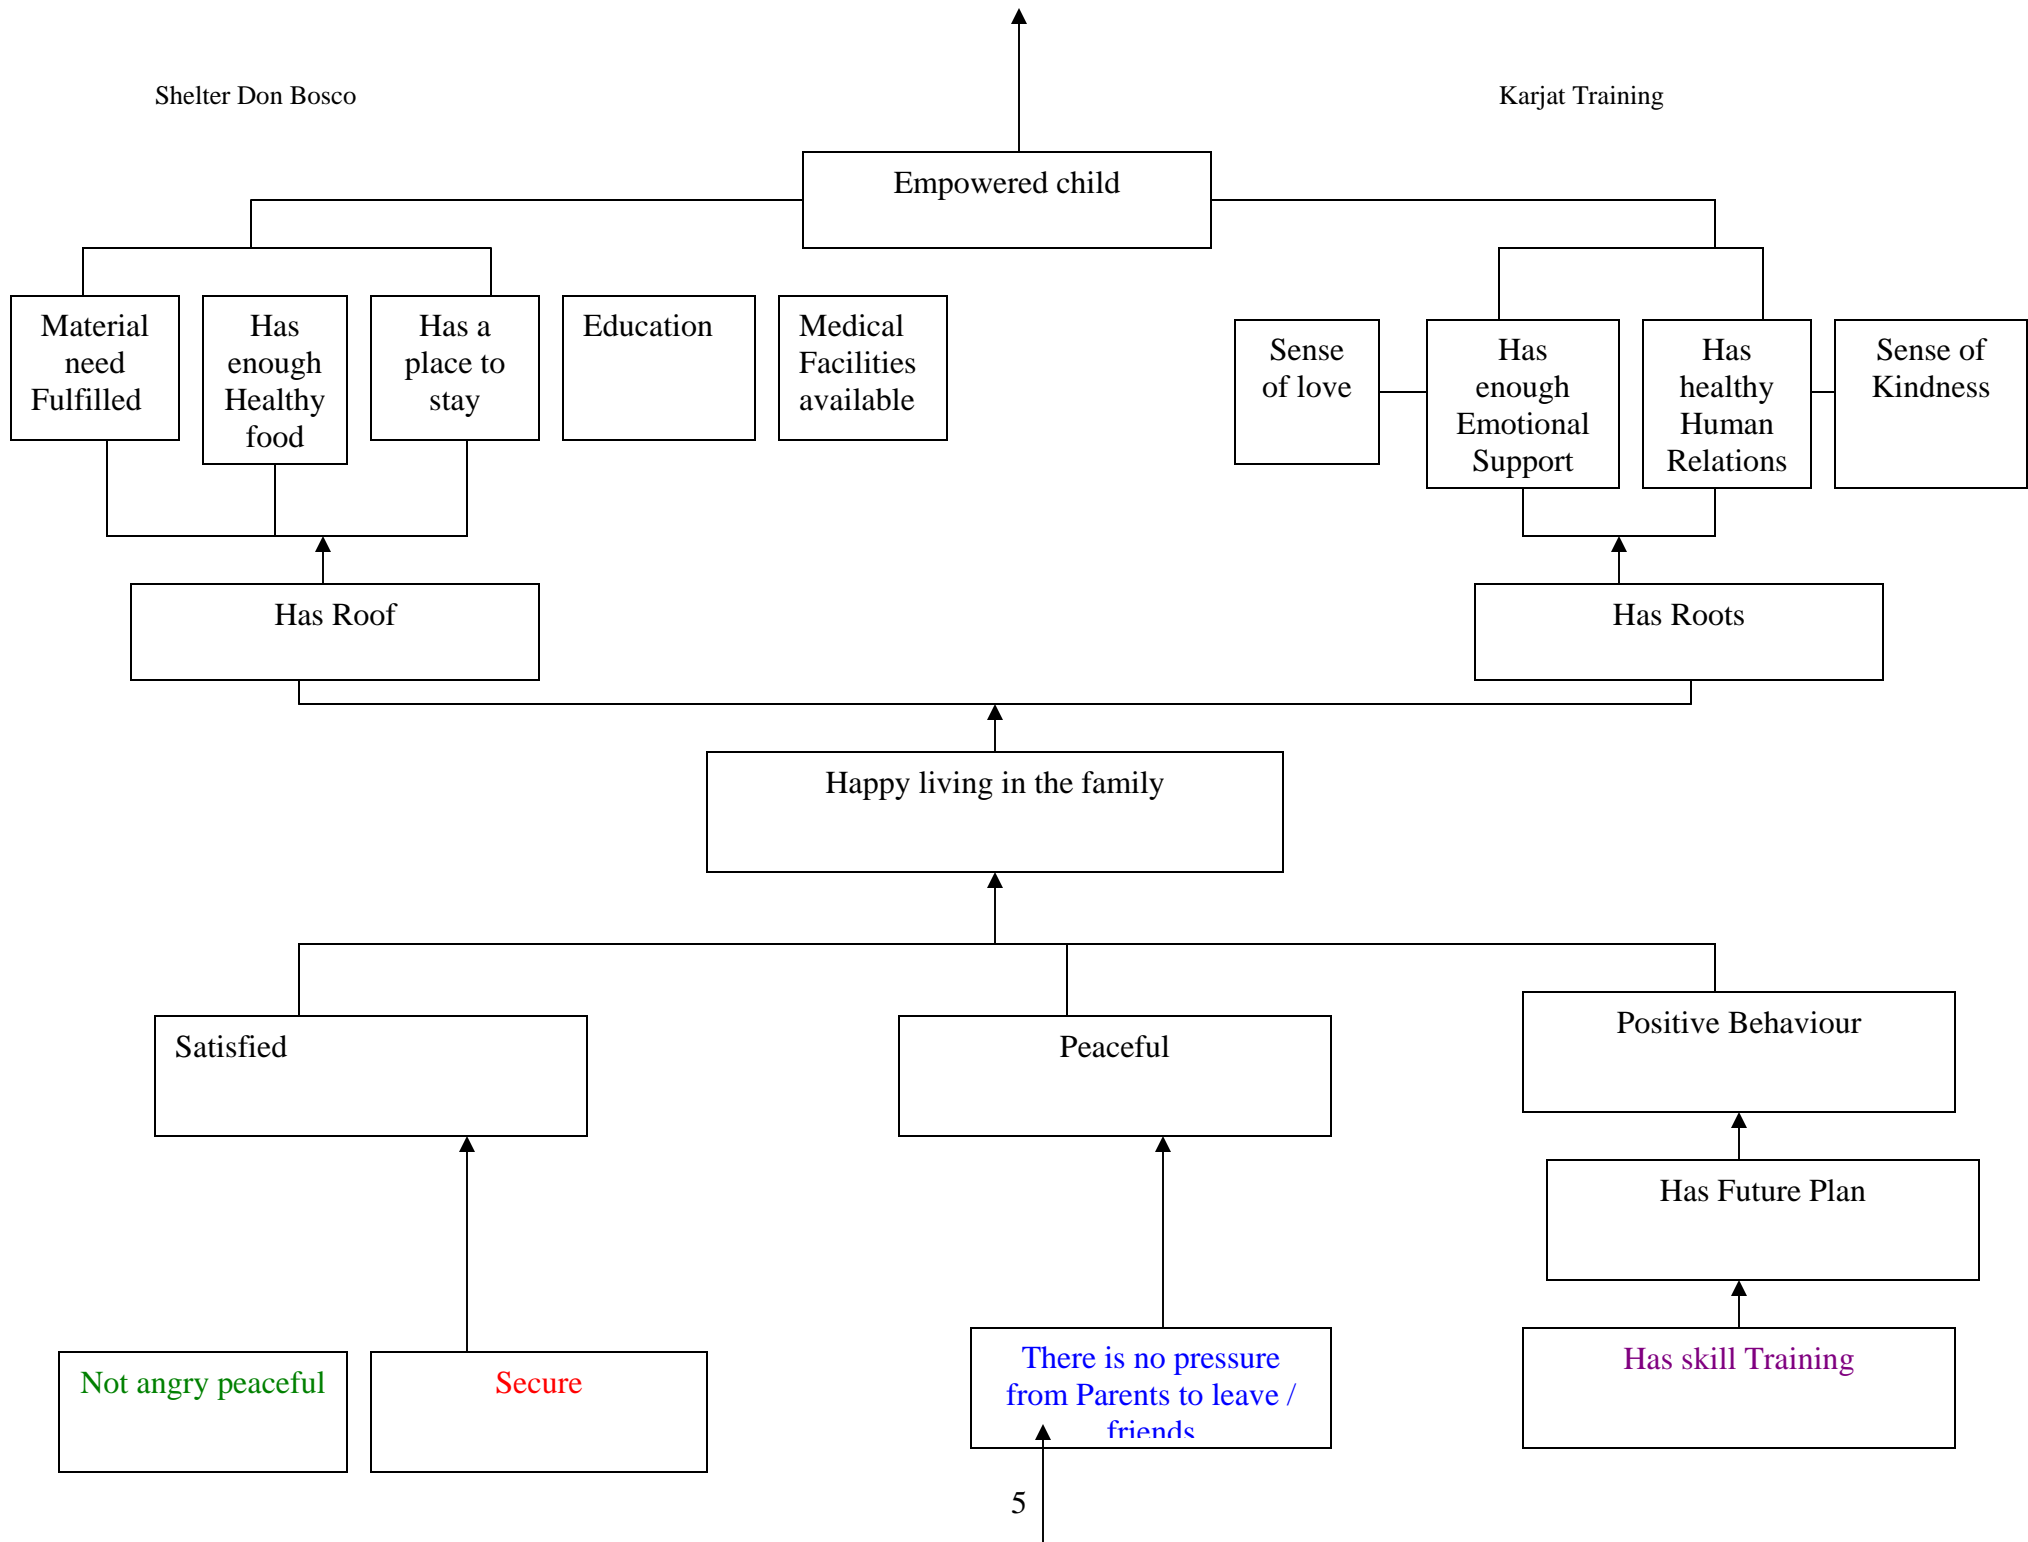 Shelter Don Bosco
Karjat Training
Empowered child
Material
need
Fulfilled
Has
enough
Healthy
food
Has a
place to
stay
Education
Medical
Facilities
available
Sense
of love
Has
enough
Emotional
Support
Has
healthy
Human
Relations
Sense of
Kindness
Has Roof
Has Roots
Happy living in the family
Satisfied
Peaceful
Positive Behaviour
Has Future Plan
Not angry peaceful
Secure
There is no pressure
from Parents to leave /
friends
Has skill Training
5